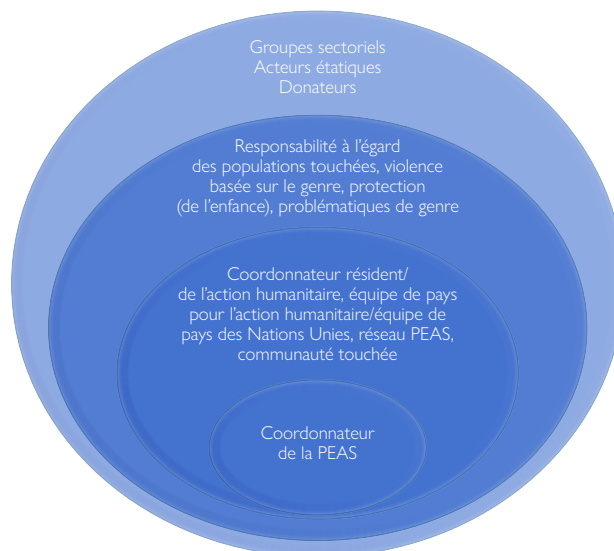 Groupes sectoriels
Acteurs étatiques
Donateurs
Responsabilité à l’égard
des populations touchées, violence
basée sur le genre, protection
(de l’enfance), problématiques de genre
Coordonnateur résident/
de l’action humanitaire, équipe de pays
pour l’action humanitaire/équipe de
pays des Nations Unies, réseau PEAS,
communauté touchée
Coordonnateur
de la PEAS